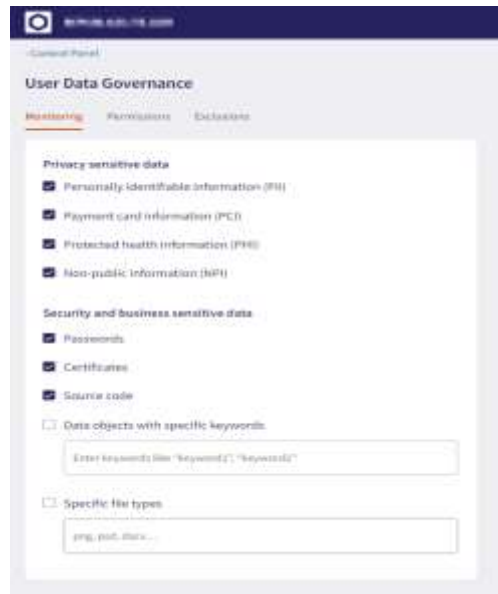 Control Panel
User Data Governance
Monitoring Permissions Exclusions
Privacy sensitive data
Personally identifiable information (PII)
Payment card information (PCI)
Protected health information (PHI)
Non-public information (NPI)
Security and business sensitive data
Passwords
Certificates
Source code
Data objects with specific keywords
Enter keywords like "keyword1", "keyword2"
Specific file types
png, psd, docx ...